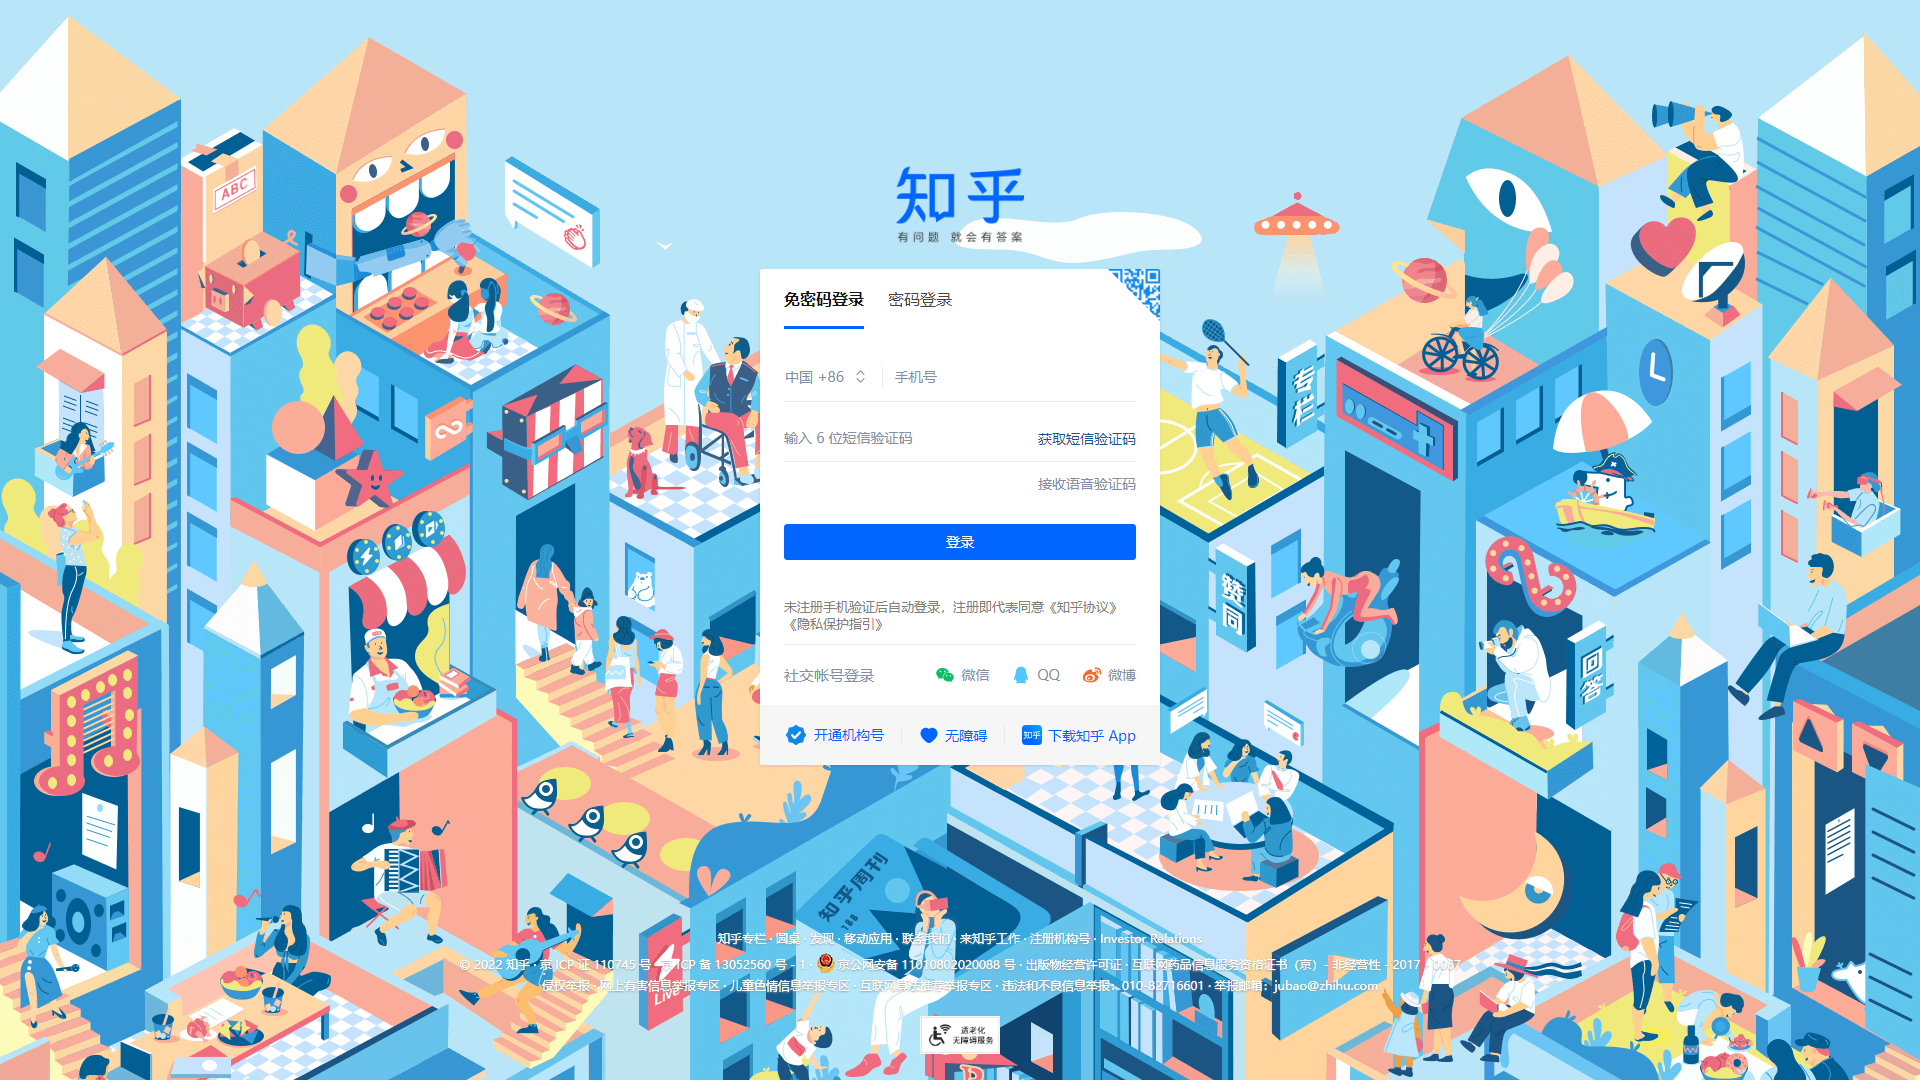 知乎
有问题 就会有答案
免密码登录 密码登录
中国 +86 手机号
输入 6 位短信验证码 获取短信验证码
接收语音验证码
登录
未注册手机验证后自动登录，注册即代表同意《知乎协议》
《隐私保护指引》
社交帐号登录 微信 QQ 微博
开通机构号 无障碍 知乎 下载知乎 App
ABC
专栏
赞同
回答
知乎周刊
188
LIVE
知乎专栏 · 圆桌 · 发现 · 移动应用 · 联系我们 · 来知乎工作 · 注册机构号 · Investor Relations
© 2022 知乎 · 京 ICP 证 110745 号 · 京 ICP 备 13052560 号 - 1 · 京公网安备 11010802020088 号 · 出版物经营许可证 · 互联网药品信息服务资格证书（京）- 非经营性 - 2017 - 0067
侵权举报 · 网上有害信息举报专区 · 儿童色情信息举报专区 · 互联网算法推荐举报专区 · 违法和不良信息举报：010-82716601 · 举报邮箱：jubao@zhihu.com
适老化
无障碍服务